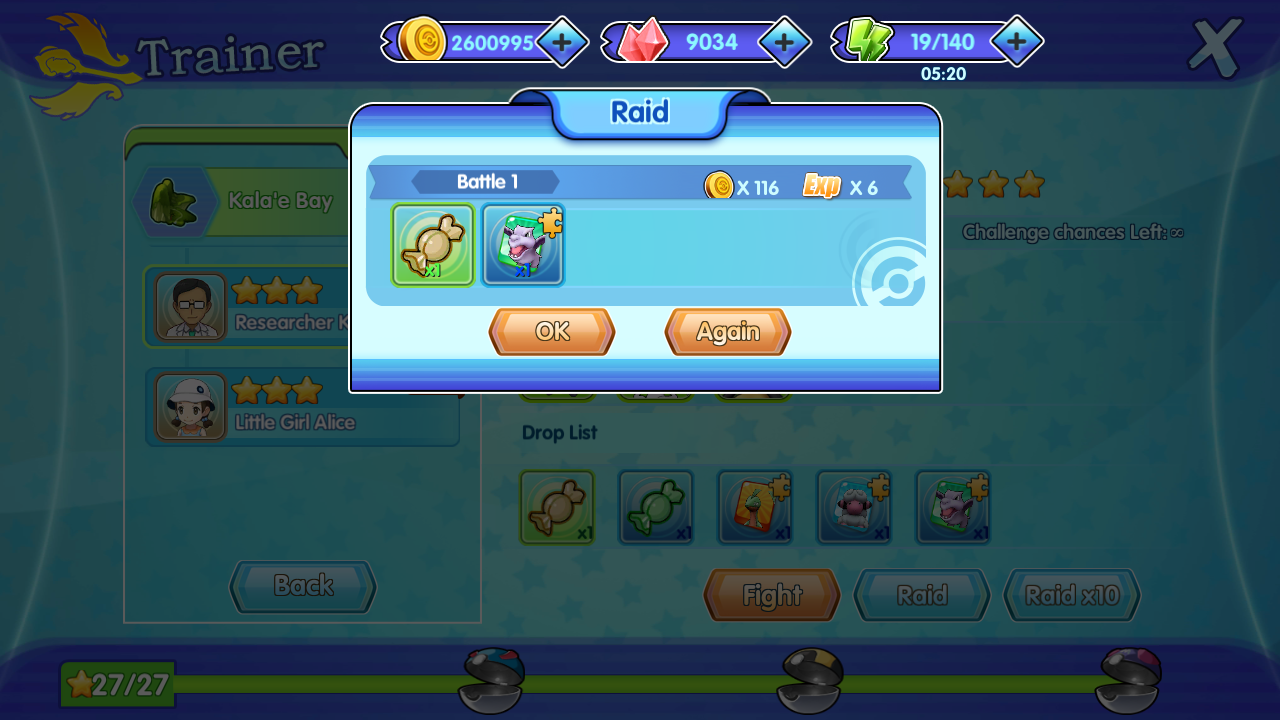 Trainer
2600995
9034
19/140
05:20
Raid
Battle 1
X 116
Exp X 6
x1
x1
OK
Again
Kala'e Bay
Challenge chances Left: ∞
Researcher
Little Girl Alice
Drop List
x1
x1
x1
x1
x1
Back
Fight
Raid
Raid x10
27/27